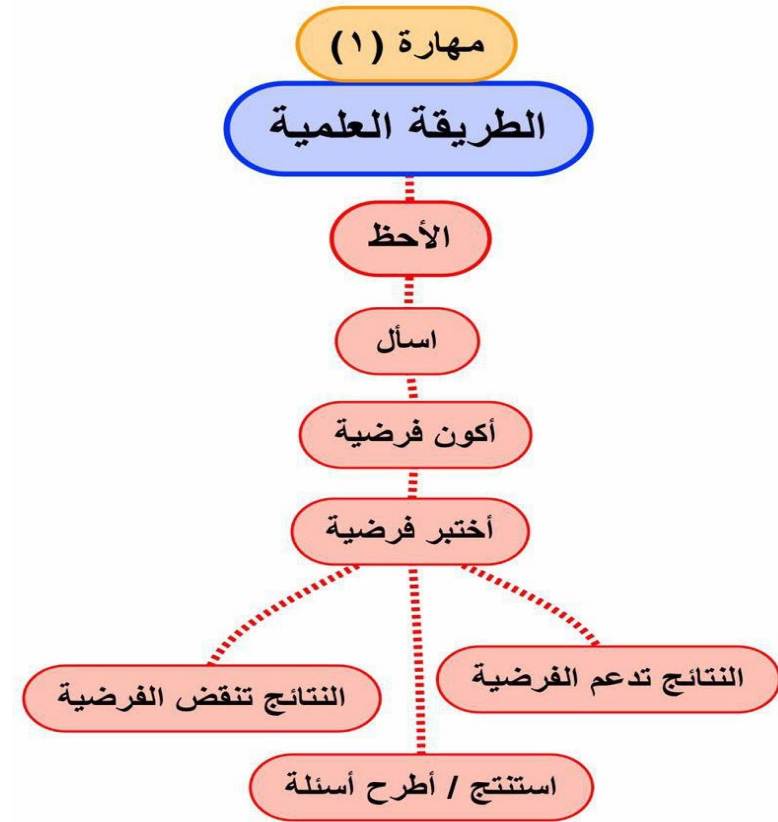 مهارة (١)
الطريقة العلمية
الأحظ
اسأل
أكون فرضية
أختبر فرضية
النتائج تدعم الفرضية
النتائج تنقض الفرضية
استنتج / أطرح أسئلة